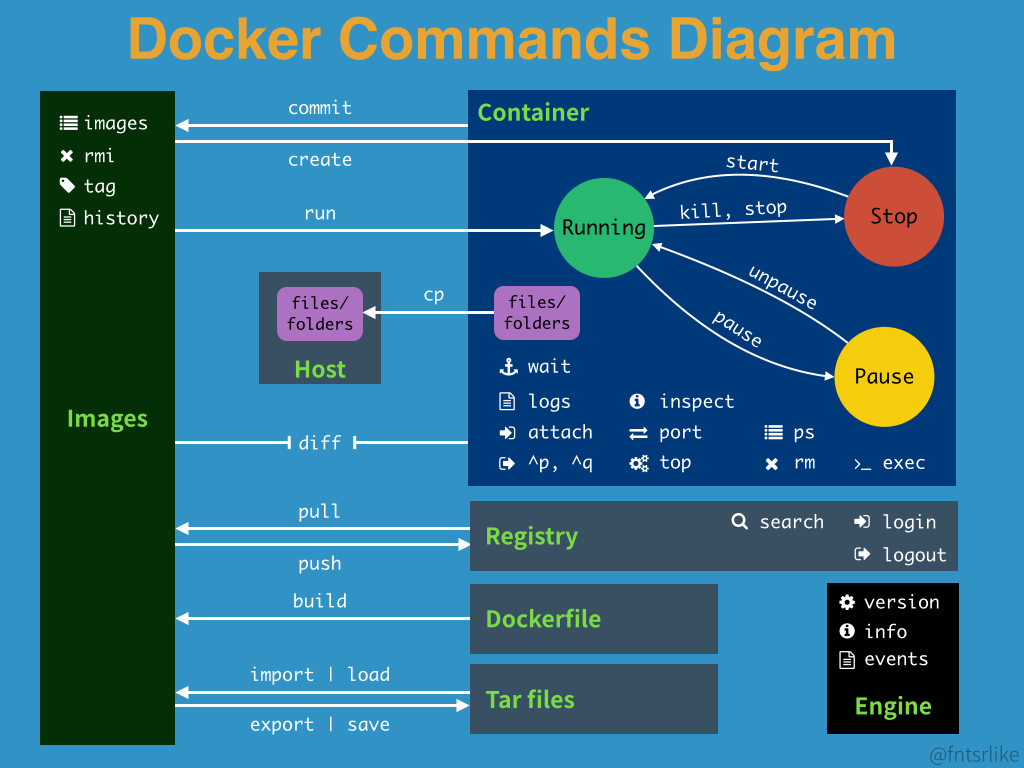 Docker Commands Diagram
images
rmi
tag
history
Images
commit
create
run
cp
files/
folders
Host
diff
pull
push
build
import | load
export | save
Container
start
kill, stop
Running
Stop
unpause
pause
Pause
files/
folders
wait
logs
inspect
attach
port
ps
^p, ^q
top
rm
>_ exec
Registry
search
login
logout
Dockerfile
Tar files
version
info
events
Engine
@fntsrlike